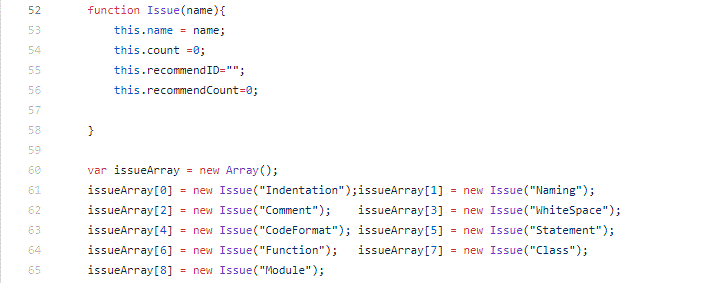 52 function Issue(name){
53 this.name = name;
54 this.count =0;
55 this.recommendID="";
56 this.recommendCount=0;
57
58 }
59
60 var issueArray = new Array();
61 issueArray[0] = new Issue("Indentation");issueArray[1] = new Issue("Naming");
62 issueArray[2] = new Issue("Comment");    issueArray[3] = new Issue("WhiteSpace");
63 issueArray[4] = new Issue("CodeFormat"); issueArray[5] = new Issue("Statement");
64 issueArray[6] = new Issue("Function");   issueArray[7] = new Issue("Class");
65 issueArray[8] = new Issue("Module");